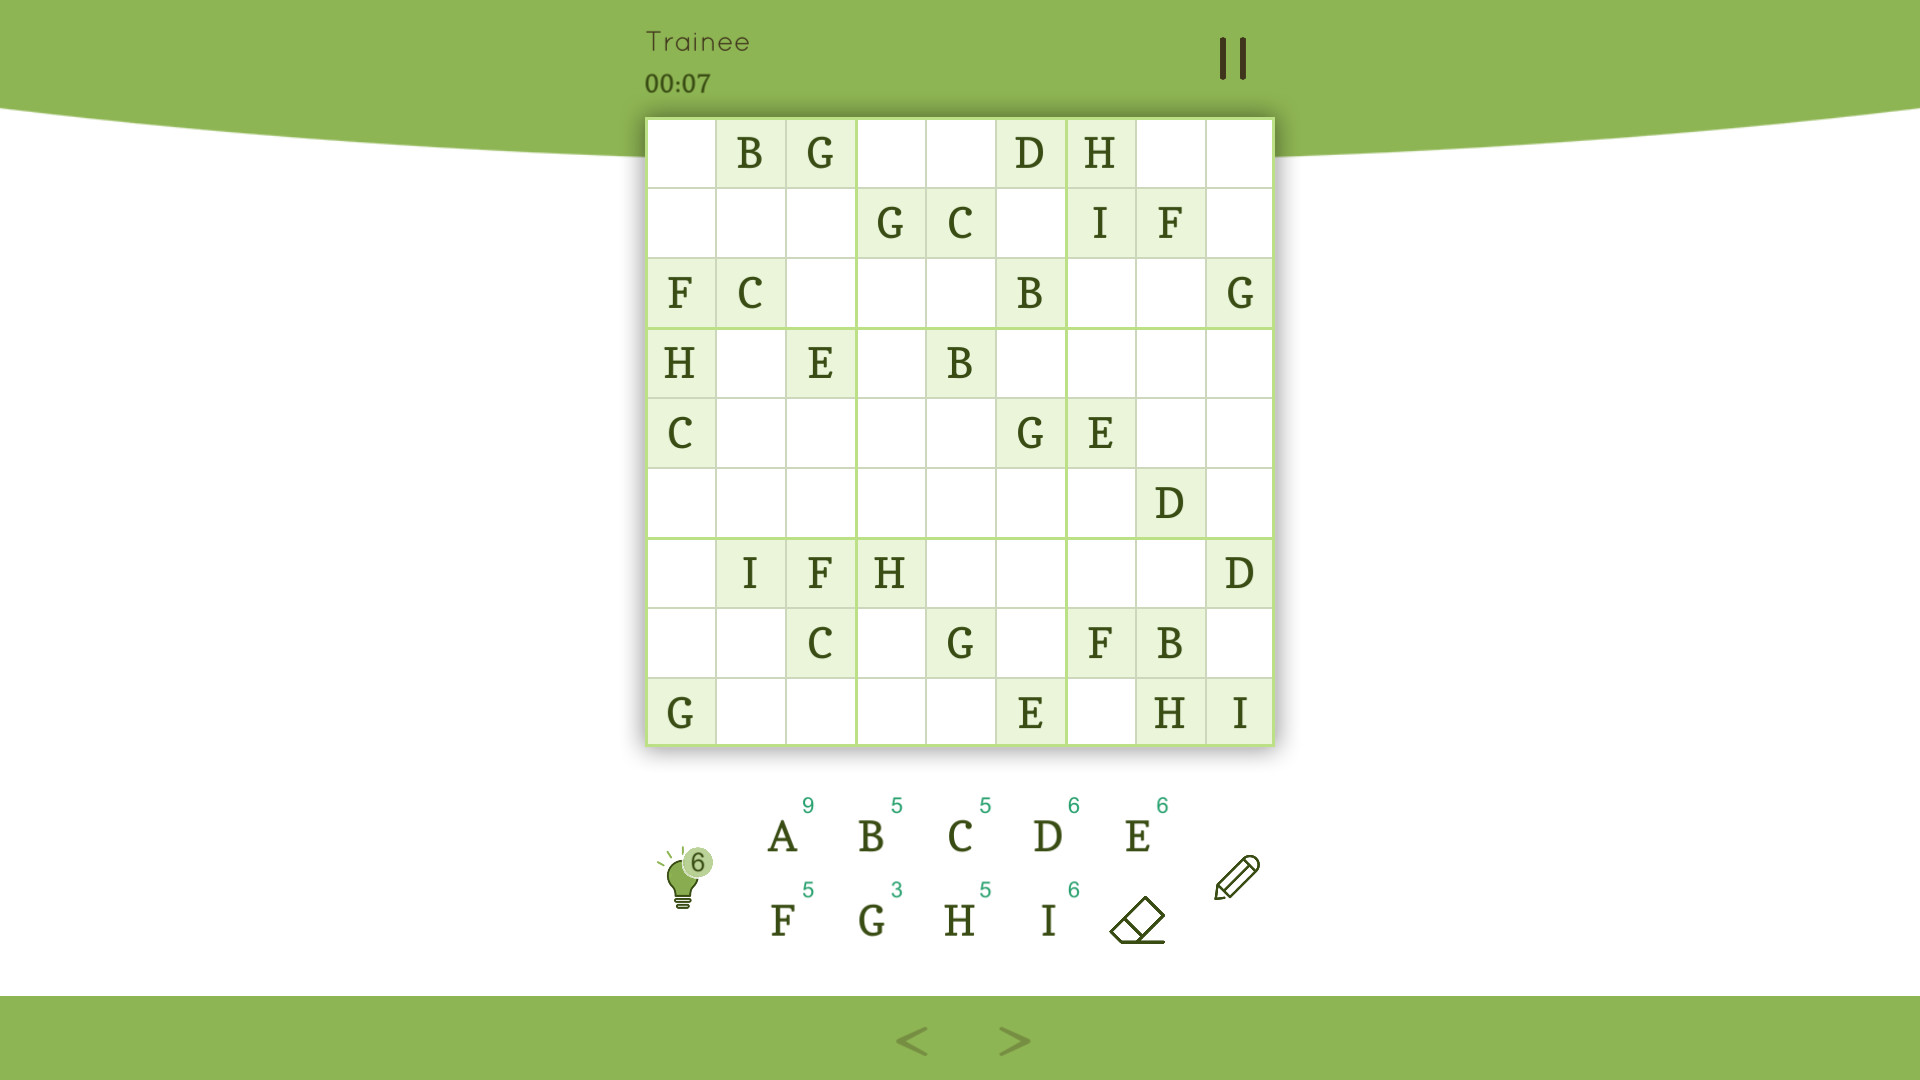 Trainee
00:07
B G D H
G C I F
F C B G
H E B
C G E
D
I F H D
C G F B
G E H I
9 5 5 6 6
A B C D E
6
5 3 5 6
F G H I
< >